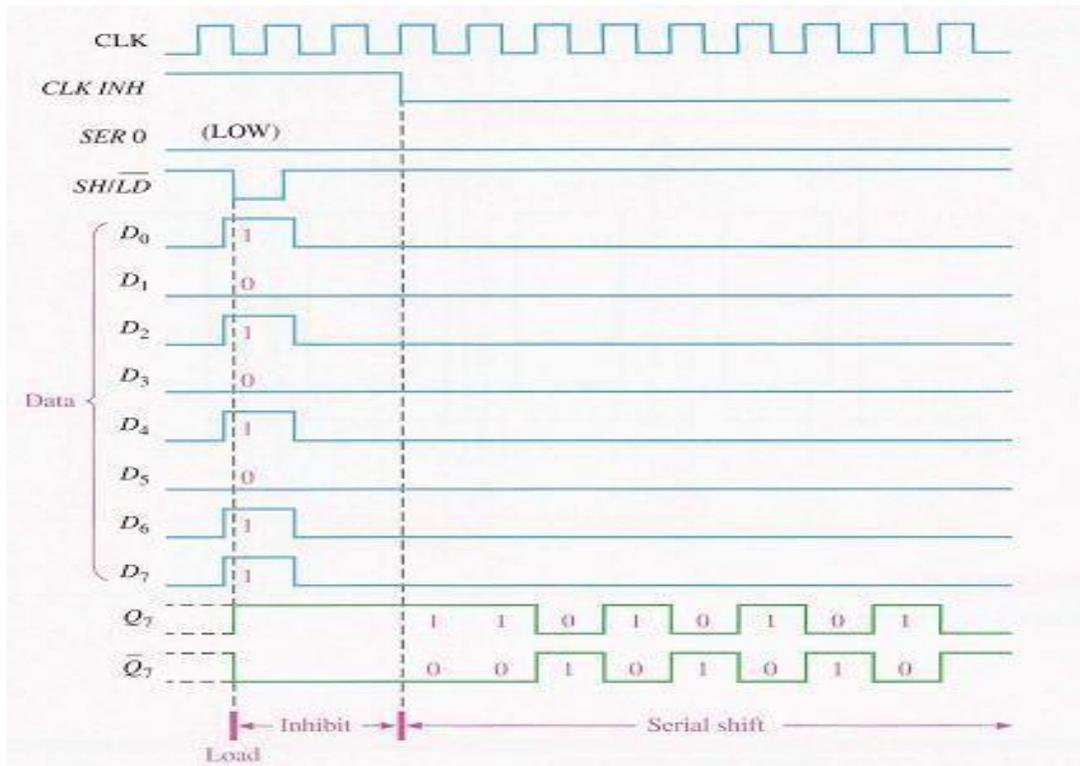 CLK
CLK INH
SER 0 (LOW)
SH/L̅D̅
D₀ 1
D₁ 0
D₂ 1
D₃ 0
Data
D₄ 1
D₅ 0
D₆ 1
D₇ 1
Q₇ 1 1 0 1 0 1 0 1
Q̅₇ 0 0 1 0 1 0 1 0
Inhibit Serial shift
Load